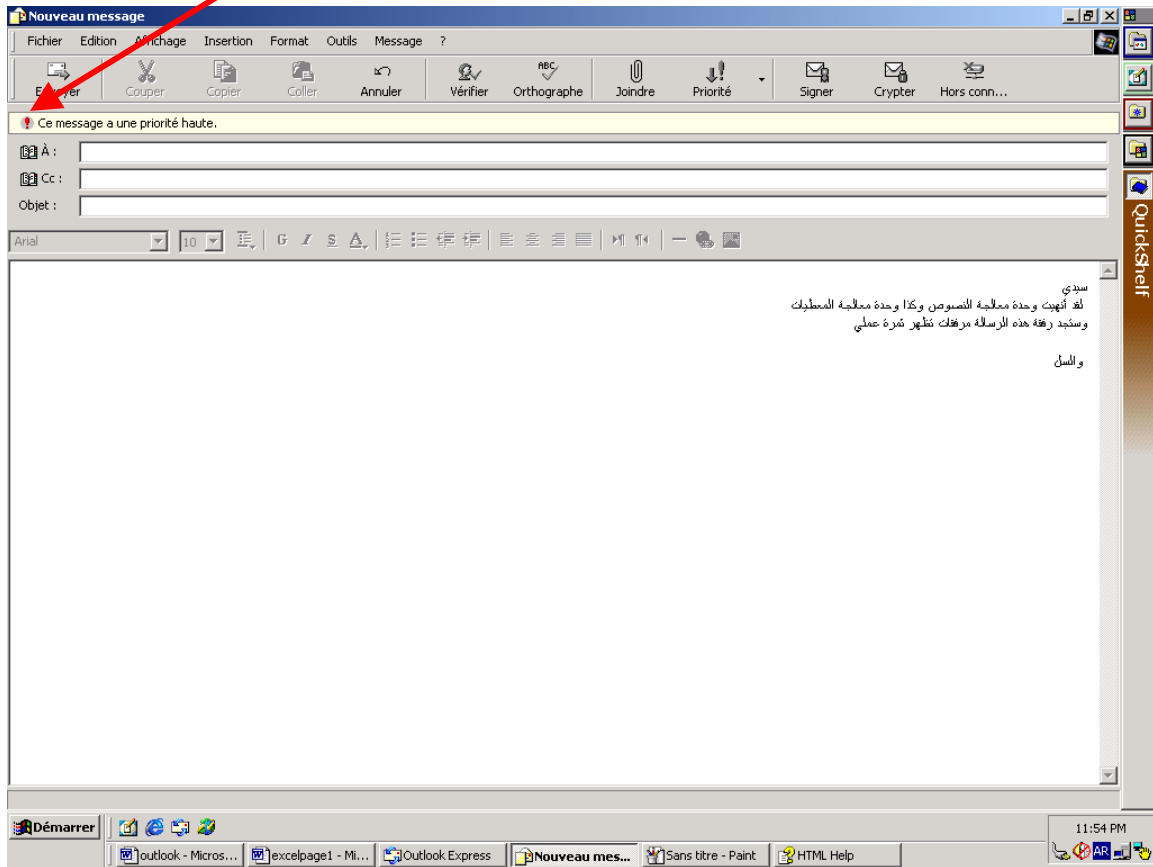 Nouveau message
Fichier Edition Affichage Insertion Format Outils Message ?
Envoyer Couper Copier Coller Annuler Vérifier Orthographe Joindre Priorité Signer Crypter Hors conn...
Ce message a une priorité haute.
À :
Cc :
Objet :
Arial 10 G I S A
سيدي
لقد أنهيت وحدة معالجة النصوص وكذا وحدة معالجة المعطيات
وستجد رفقة هذه الرسالة مرفقات تظهر ثمرة عملي
والسل
QuickShelf
Démarrer
11:54 PM
outlook - Micros... excelpage1 - Mi... Outlook Express Nouveau mes... Sans titre - Paint HTML Help
AR